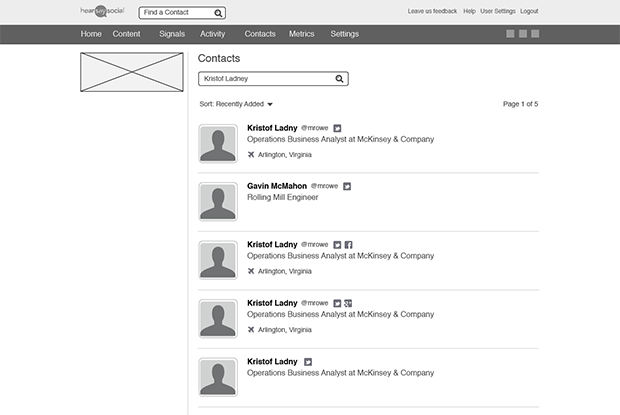 hearsaysocial
Find a Contact
Leave us feedback Help User Settings Logout
Home Content Signals Activity Contacts Metrics Settings
Contacts
Kristof Ladney
Sort: Recently Added
Page 1 of 5
Kristof Ladny @mrowe
Operations Business Analyst at McKinsey & Company
Arlington, Virginia
Gavin McMahon @mrowe
Rolling Mill Engineer
Kristof Ladny @mrowe
Operations Business Analyst at McKinsey & Company
Arlington, Virginia
Kristof Ladny @mrowe
Operations Business Analyst at McKinsey & Company
Arlington, Virginia
Kristof Ladny
Operations Business Analyst at McKinsey & Company